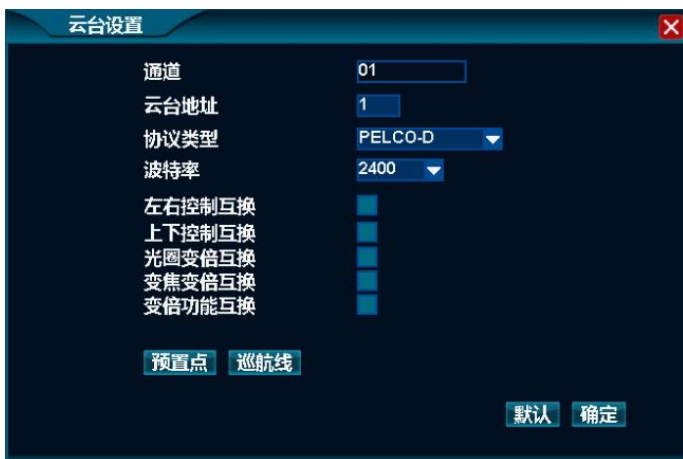 云台设置
通道 01
云台地址 1
协议类型 PELCO-D
波特率 2400
左右控制互换
上下控制互换
光圈变倍互换
变焦变倍互换
变倍功能互换
预置点 巡航线
默认 确定